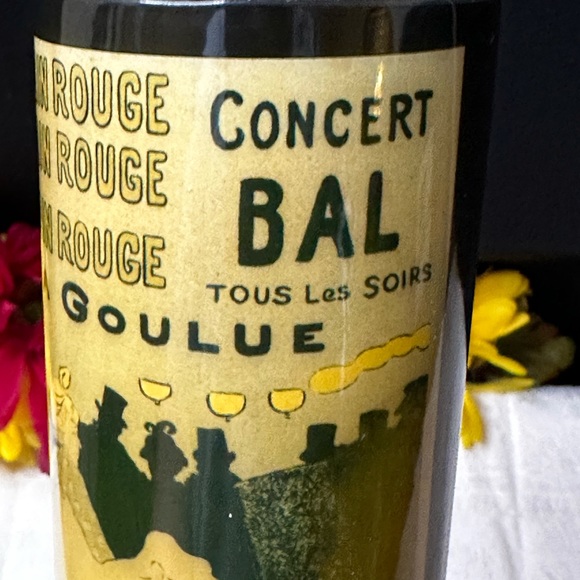 ROUGE
CONCERT
ROUGE
BAL
ROUGE
TOUS Les SOIRS
GOULUE